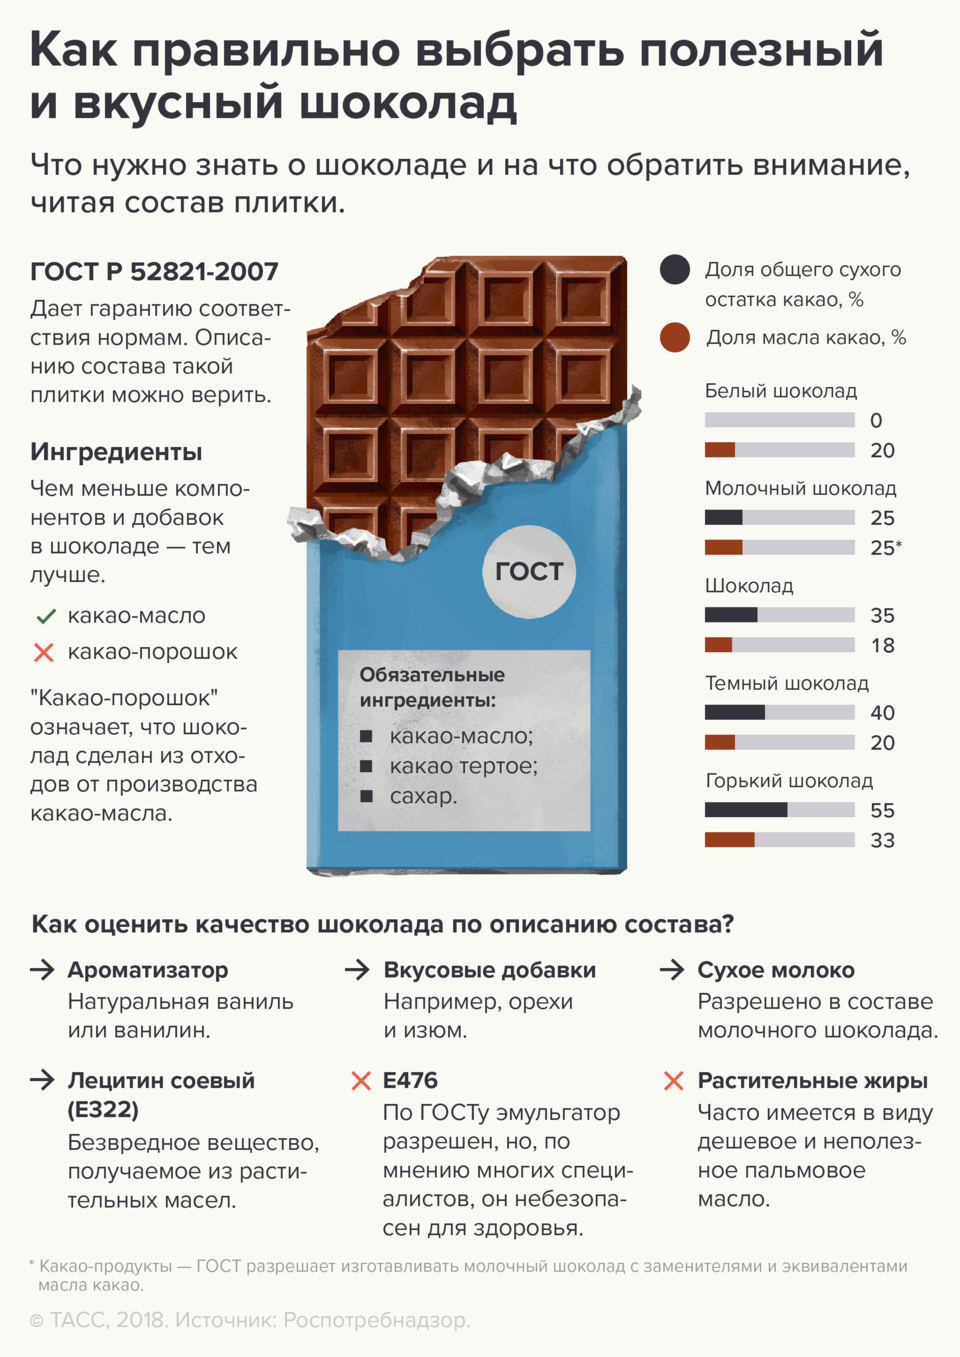 Как правильно выбрать полезный
и вкусный шоколад
Что нужно знать о шоколаде и на что обратить внимание,
читая состав плитки.
ГОСТ Р 52821-2007
Дает гарантию соответ-
ствия нормам. Описа-
нию состава такой
плитки можно верить.
Ингредиенты
Чем меньше компо-
нентов и добавок
в шоколаде — тем
лучше.
какао-масло
какао-порошок
"Какао-порошок"
означает, что шоко-
лад сделан из отхо-
дов от производства
какао-масла.
ГОСТ
Обязательные
ингредиенты:
какао-масло;
какао тертое;
сахар.
Доля общего сухого
остатка какао, %
Доля масла какао, %
Белый шоколад
0
20
Молочный шоколад
25
25*
Шоколад
35
18
Темный шоколад
40
20
Горький шоколад
55
33
Как оценить качество шоколада по описанию состава?
Ароматизатор
Натуральная ваниль
или ванилин.
Вкусовые добавки
Например, орехи
и изюм.
Сухое молоко
Разрешено в составе
молочного шоколада.
Лецитин соевый
(Е322)
Безвредное вещество,
получаемое из расти-
тельных масел.
Е476
По ГОСТу эмульгатор
разрешен, но, по
мнению многих специ-
алистов, он небезопа-
сен для здоровья.
Растительные жиры
Часто имеется в виду
дешевое и неполез-
ное пальмовое
масло.
* Какао-продукты — ГОСТ разрешает изготавливать молочный шоколад с заменителями и эквивалентами
масла какао.
© ТАСС, 2018. Источник: Роспотребнадзор.